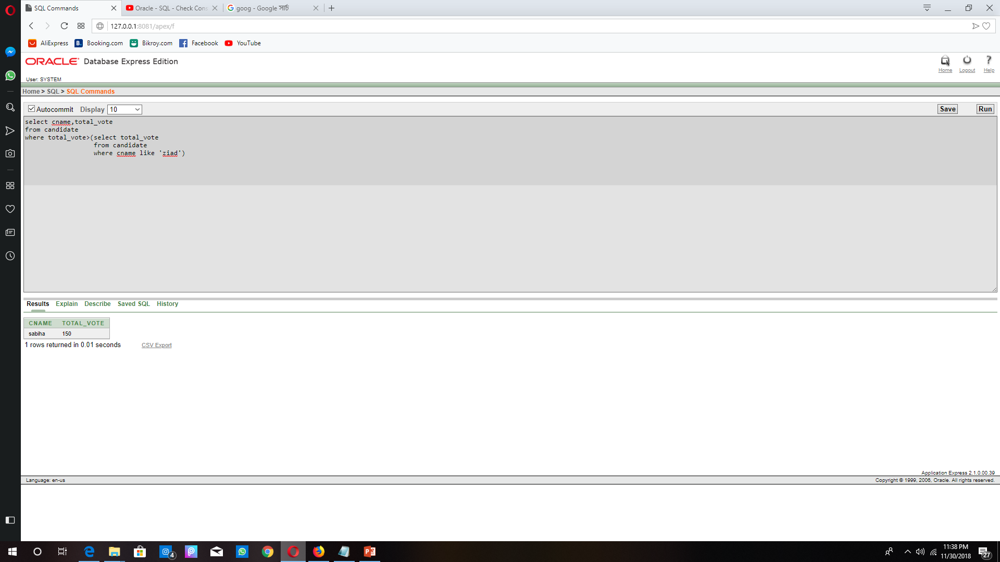 SQL Commands
Oracle - SQL - Check Cons
goog - Google সার্চ
127.0.0.1:8081/apex/f
AliExpress
B. Booking.com
Bikroy.com
Facebook
YouTube
ORACLE Database Express Edition
Home
Logout
? Help
User: SYSTEM
Home > SQL > SQL Commands
Autocommit Display 10
Save
Run
select cname,total_vote
from candidate
where total_vote>(select total_vote
from candidate
where cname like 'ziad')
Results Explain Describe Saved SQL History
CNAME TOTAL_VOTE
sabiha 150
1 rows returned in 0.01 seconds
CSV Export
Application Express 2.1.0.00.39
Language: en-us
Copyright © 1999, 2006, Oracle. All rights reserved.
4
11:38 PM
11/30/2018
27